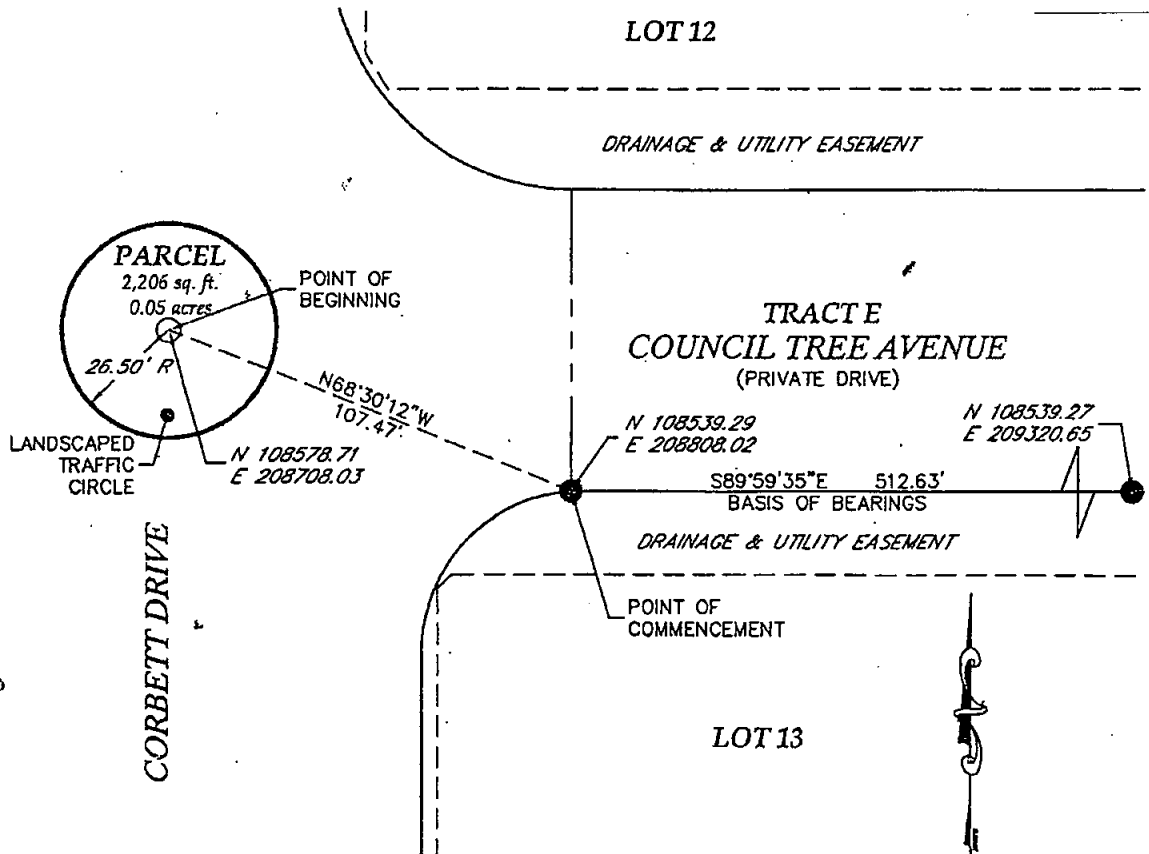 LOT 12
DRAINAGE & UTILITY EASEMENT
PARCEL
2,206 sq. ft.
0.05 acres
26.50' R
POINT OF
BEGINNING
N68°30'12"W
107.47'
LANDSCAPED
TRAFFIC
CIRCLE
N 108578.71
E 208708.03
TRACT E
COUNCIL TREE AVENUE
(PRIVATE DRIVE)
N 108539.29
E 208808.02
N 108539.27
E 209320.65
S89°59'35"E 512.63'
BASIS OF BEARINGS
DRAINAGE & UTILITY EASEMENT
POINT OF
COMMENCEMENT
CORBETT DRIVE
LOT 13